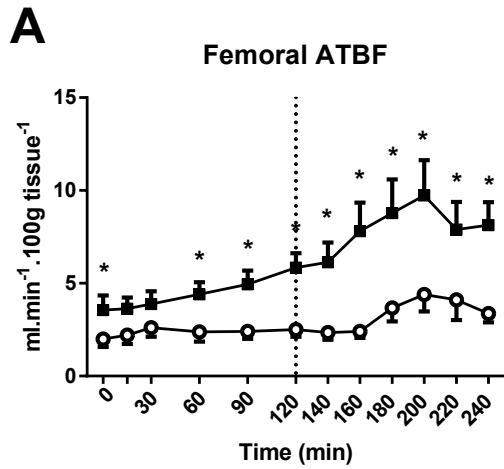 A
Femoral ATBF
ml.min⁻¹.100g tissue⁻¹
15
10
5
0
* * * * * * * * * * *
0 30 60 90 120 140 160 180 200 220 240
Time (min)